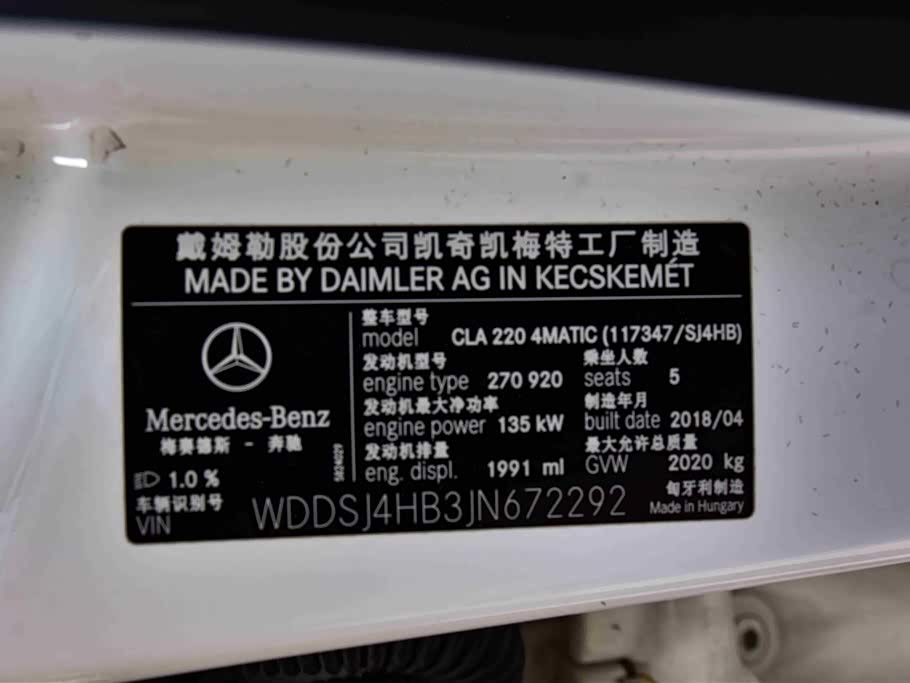 戴姆勒股份公司凯奇凯梅特工厂制造
MADE BY DAIMLER AG IN KECSKEMÉT
Mercedes-Benz
梅赛德斯 - 奔驰
1.0 %
整车型号
model CLA 220 4MATIC (117347/SJ4HB)
发动机型号 乘坐人数
engine type 270 920 seats 5
发动机最大净功率 制造年月
engine power 135 kW built date 2018/04
发动机排量 最大允许总质量
eng. displ. 1991 ml GVW 2020 kg
车辆识别号 匈牙利制造
VIN WDDSJ4HB3JN672292 Made in Hungary